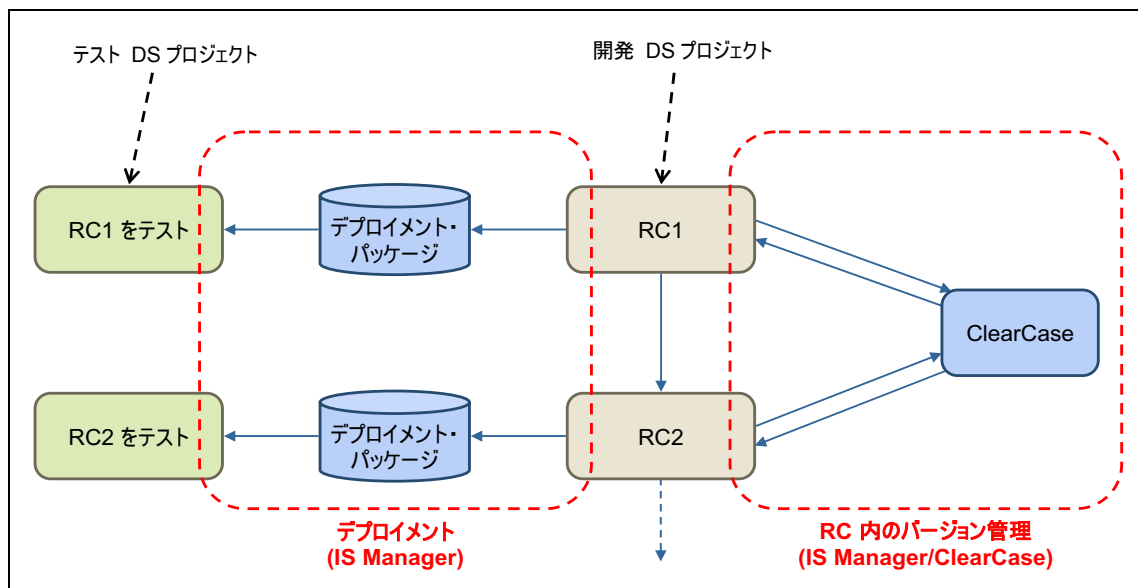 テスト DS プロジェクト
開発 DS プロジェクト
RC1 をテスト
デプロイメント・
パッケージ
RC1
ClearCase
RC2 をテスト
デプロイメント・
パッケージ
RC2
デプロイメント
(IS Manager)
RC 内のバージョン管理
(IS Manager/ClearCase)